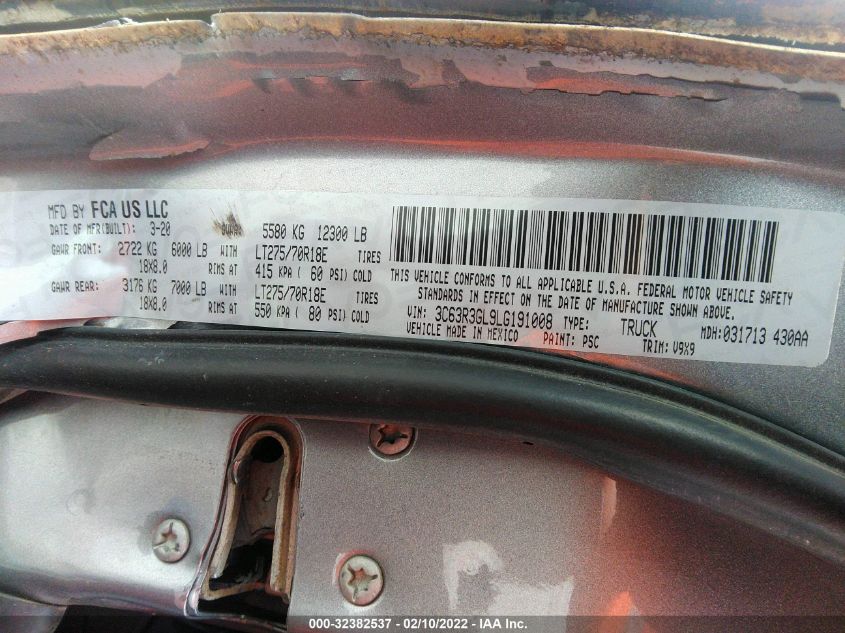 MFD BY FCA US LLC
DATE OF MFR(BUILT): 3-20
5580 KG 12300 LB
GAWR FRONT: 2722 KG 6000 LB WITH LT275/70R18E TIRES
18X8.0 RIMS AT 415 KPA ( 60 PSI) COLD
GAWR REAR: 3176 KG 7000 LB WITH LT275/70R18E TIRES
18X8.0 RIMS AT 550 KPA ( 80 PSI) COLD
THIS VEHICLE CONFORMS TO ALL APPLICABLE U.S.A. FEDERAL MOTOR VEHICLE SAFETY
STANDARDS IN EFFECT ON THE DATE OF MANUFACTURE SHOWN ABOVE.
VIN: 3C63R3GL9LG191008 TYPE: TRUCK MDH:031713 430AA
VEHICLE MADE IN MEXICO PAINT: PSC TRIM: V9X9
000-32382537 - 02/10/2022 - IAA Inc.